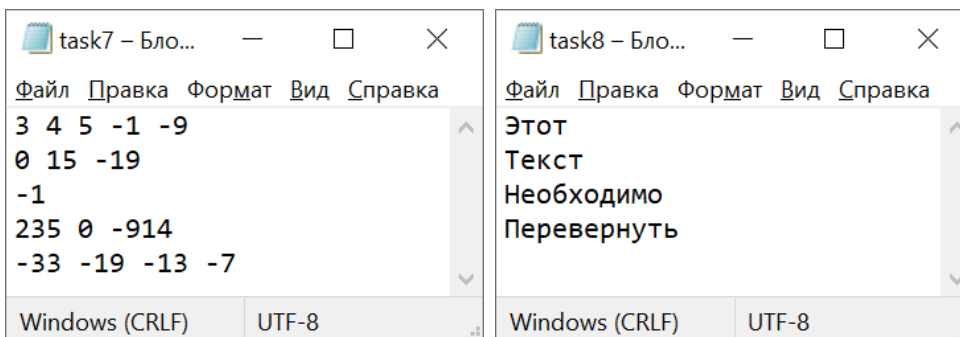 task7 – Бло...
Файл Правка Формат Вид Справка
3 4 5 -1 -9
0 15 -19
-1
235 0 -914
-33 -19 -13 -7
Windows (CRLF) UTF-8
task8 – Бло...
Файл Правка Формат Вид Справка
Этот
Текст
Необходимо
Перевернуть
Windows (CRLF) UTF-8